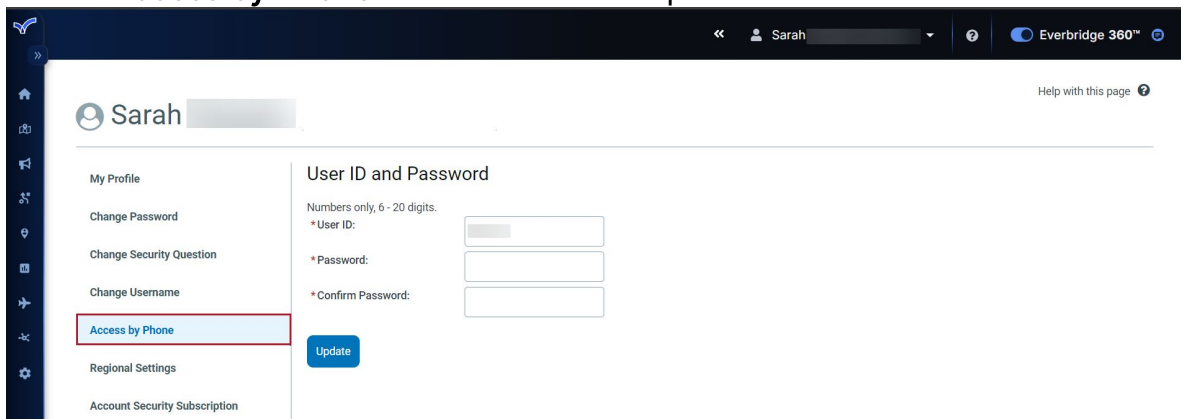 Sarah
Everbridge 360™
Help with this page
Sarah
My Profile
Change Password
Change Security Question
Change Username
Access by Phone
Regional Settings
Account Security Subscription
User ID and Password
Numbers only, 6 - 20 digits.
*User ID:
*Password:
*Confirm Password:
Update